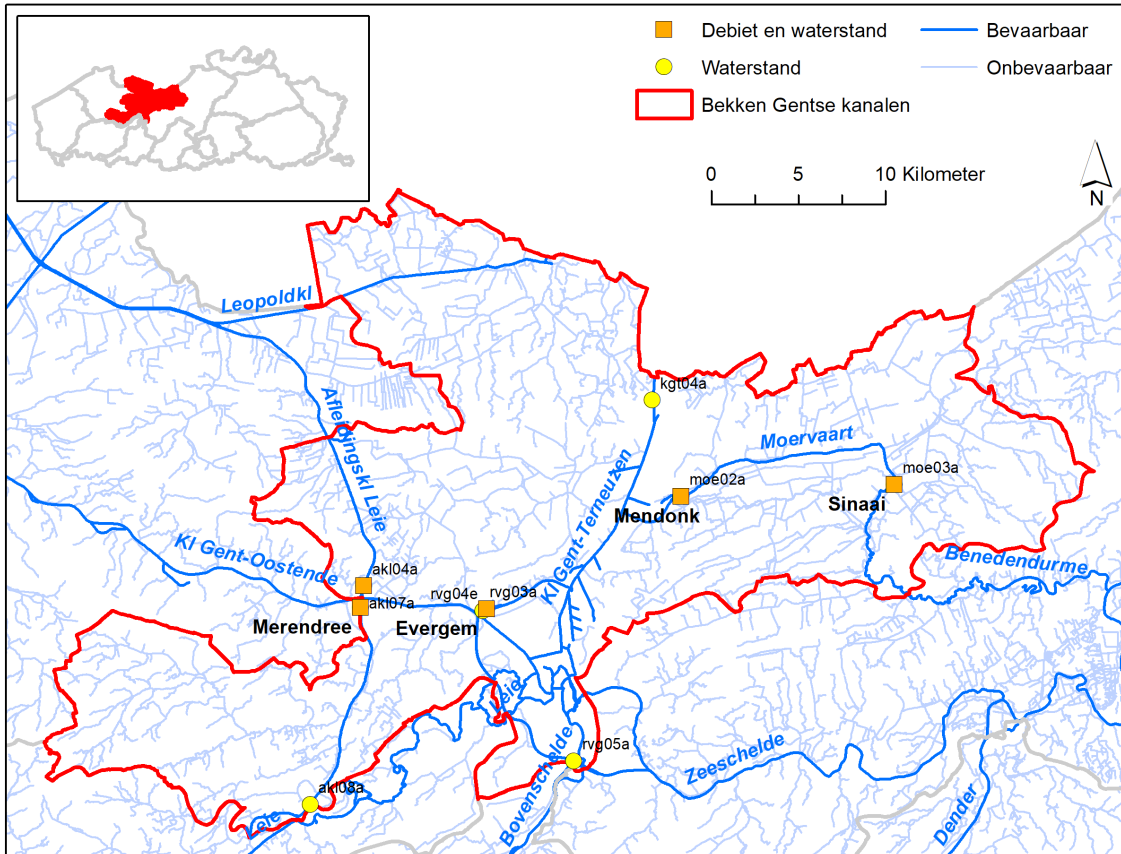 Debiet en waterstand
Bevaarbaar
Waterstand
Onbevaarbaar
Bekken Gentse kanalen
0 5 10 Kilometer
N
Leopoldkl
kgt04a
Afleidingskl Leie
Moervaart
moe03a
moe02a
Sinaai
Mendonk
Kl Gent-Terneuzen
Kl Gent-Oostende
Benedendurme
akl04a
rvg04e
rvg03a
akl07a
Merendree
Evergem
Leie
rvg05a
Zeeschelde
Bovenschelde
akl08a
Leie
Dender